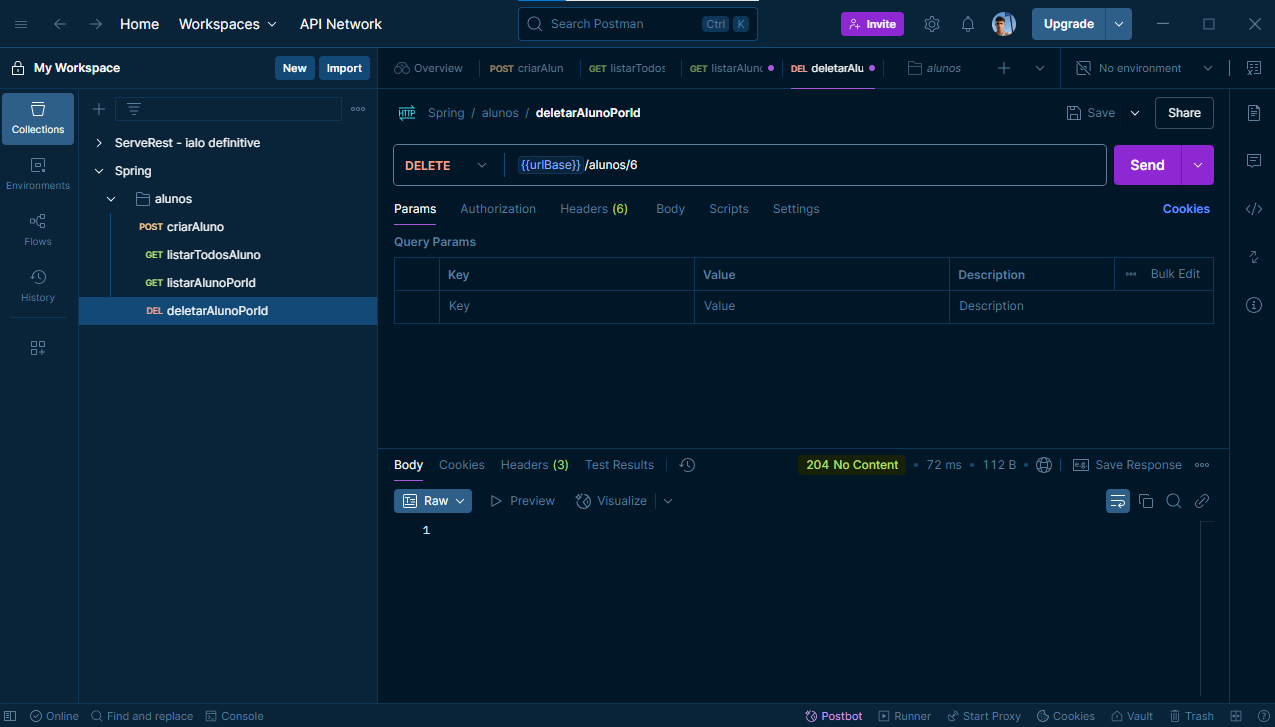 Home Workspaces API Network Search Postman Ctrl K Invite Upgrade
My Workspace New Import Overview POST criarAlun GET listarTodos GET listarAluno DEL deletarAlu alunos No environment
Collections
Environments
Flows
History
ServeRest - ialo definitive
Spring
alunos
POST criarAluno
GET listarTodosAluno
GET listarAlunoPorId
DEL deletarAlunoPorId
HTTP Spring / alunos / deletarAlunoPorId Save Share
DELETE {{urlBase}}/alunos/6 Send
Params Authorization Headers (6) Body Scripts Settings Cookies
Query Params
Key Value Description Bulk Edit
Key Value Description
Body Cookies Headers (3) Test Results 204 No Content • 72 ms • 112 B • e.g. Save Response
Raw Preview Visualize
1
Online Find and replace Console Postbot Runner Start Proxy Cookies Vault Trash